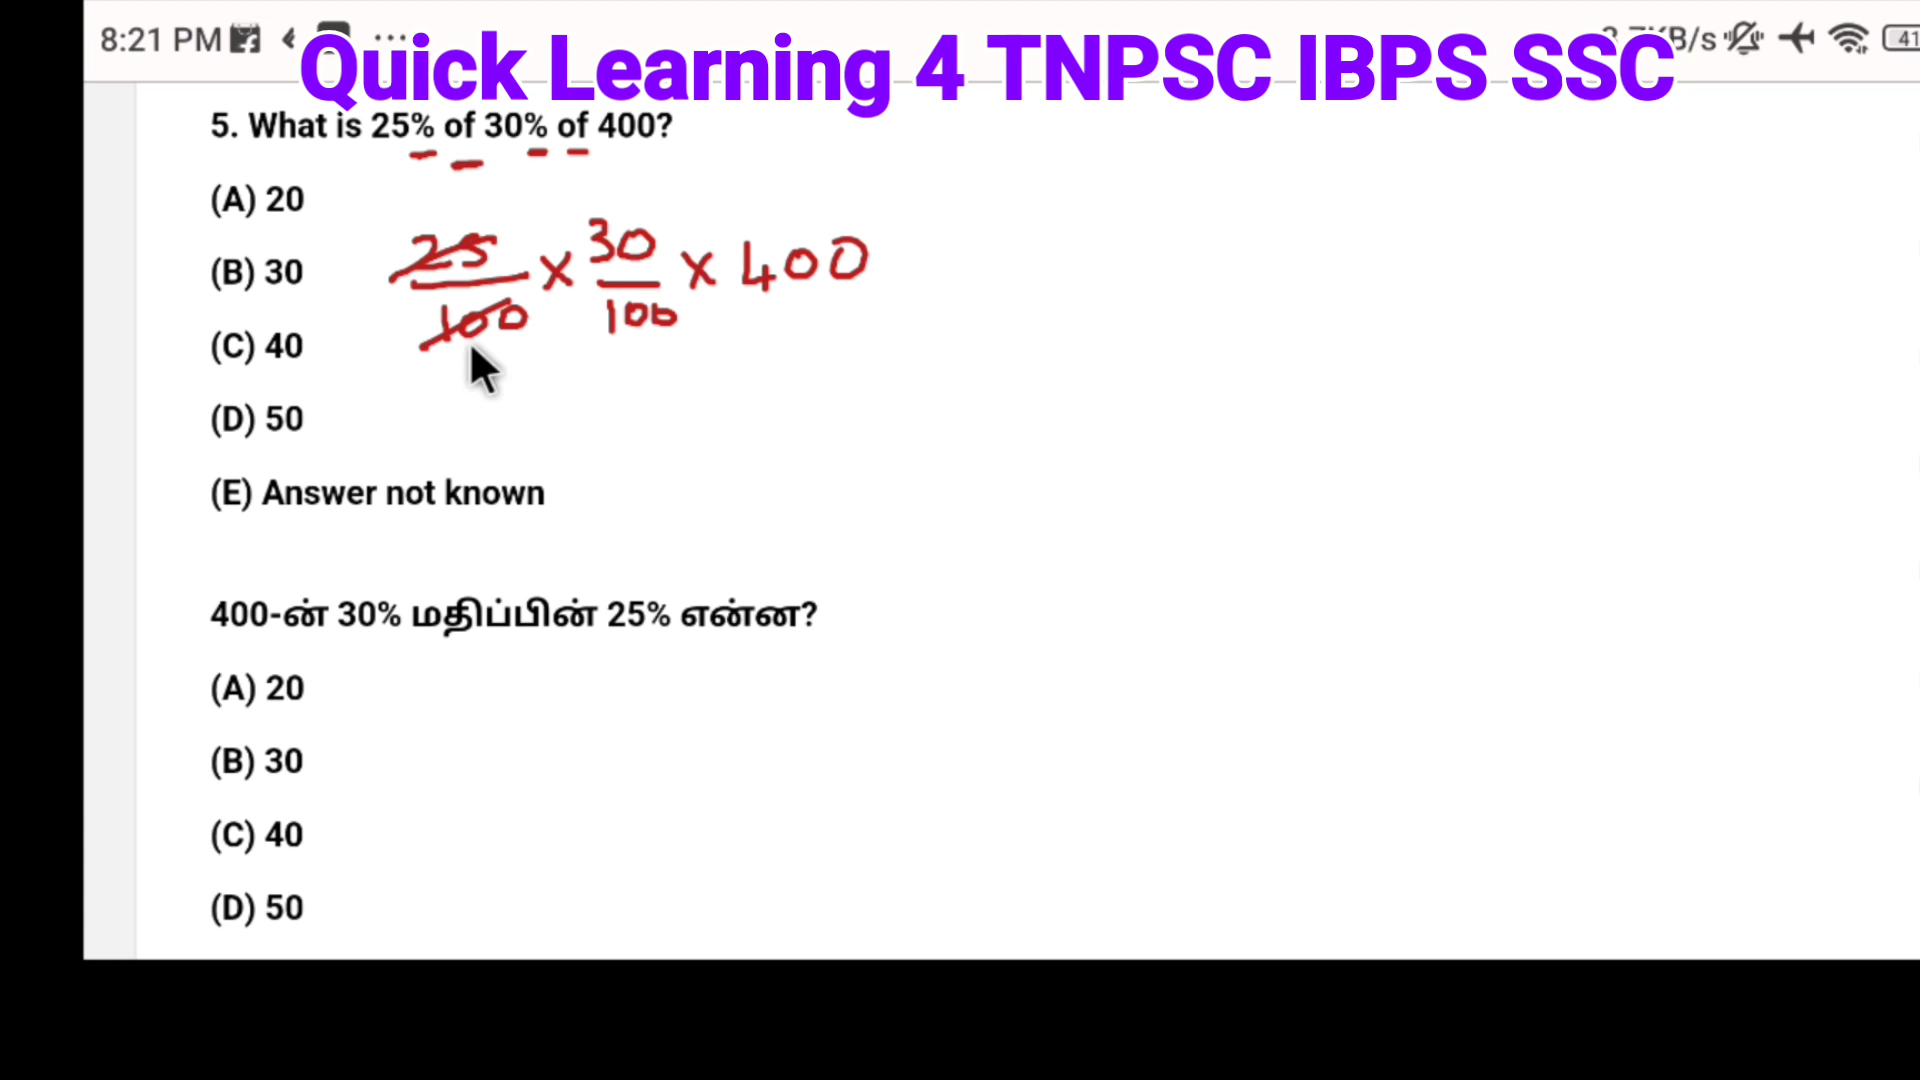 8:21 PM
Quick Learning 4 TNPSC IBPS SSC
B/s
41
5. What is 25% of 30% of 400?
(A) 20
(B) 30
(C) 40
(D) 50
(E) Answer not known
25/100 x 30/100 x 400
400-ன் 30% மதிப்பின் 25% என்ன?
(A) 20
(B) 30
(C) 40
(D) 50